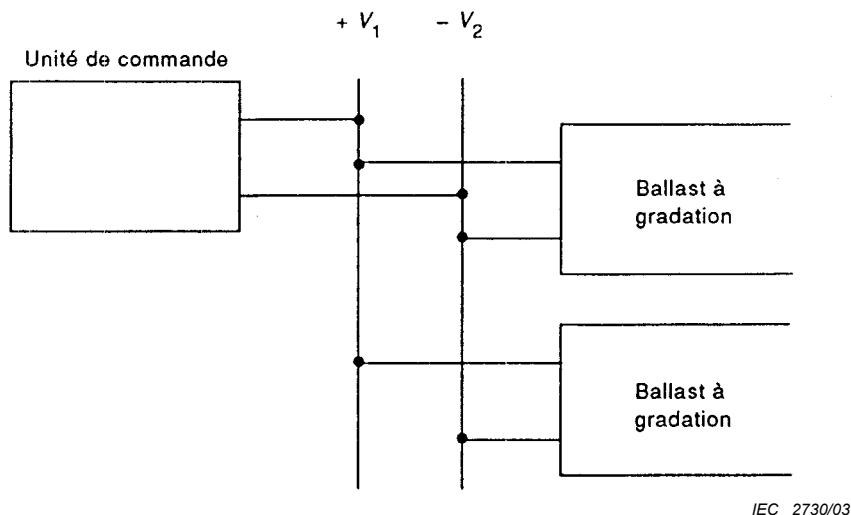 + V1 − V2
Unité de commande
Ballast à
gradation
Ballast à
gradation
IEC 2730/03